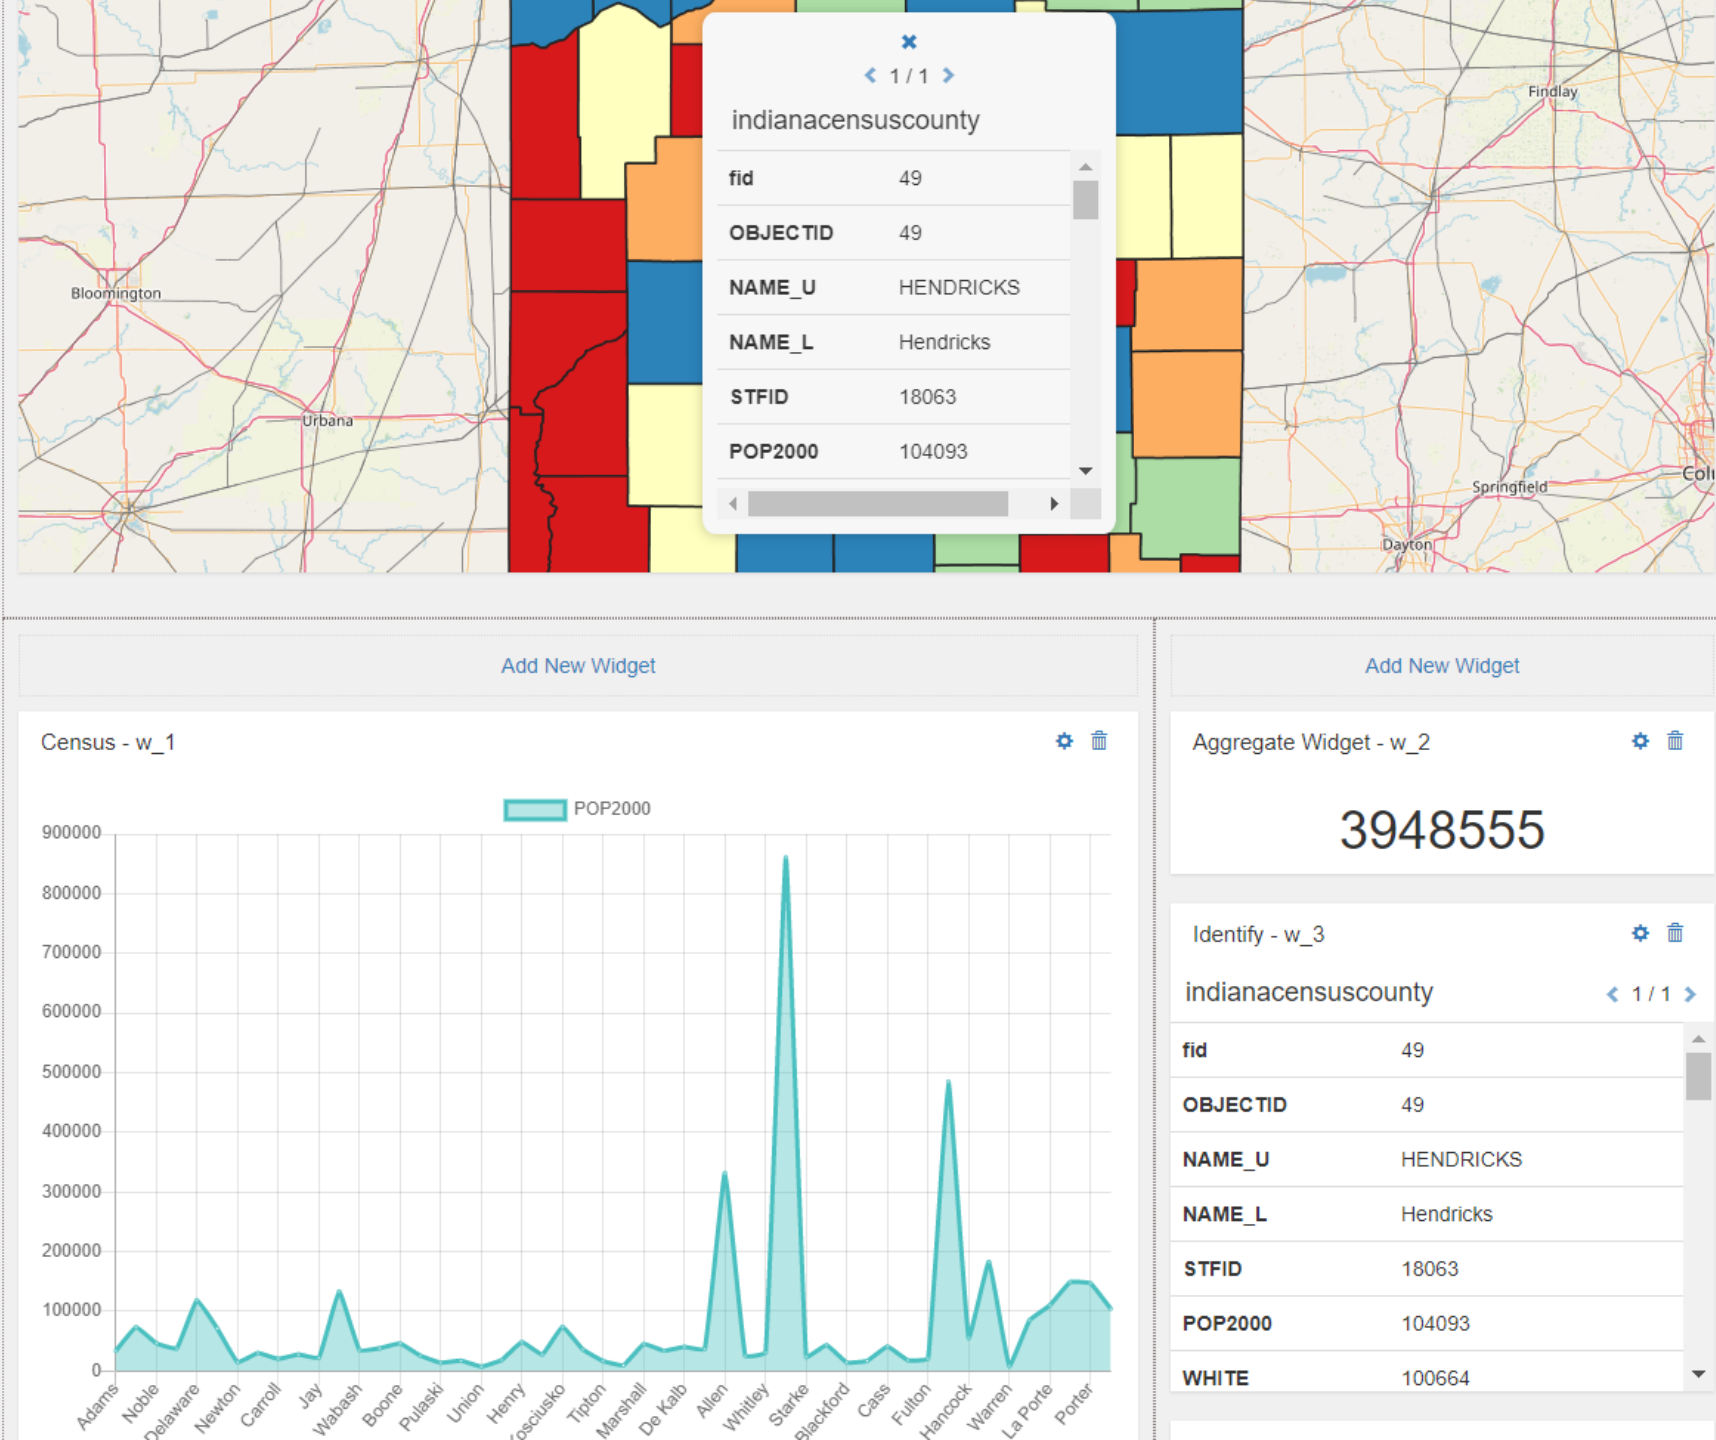 1 / 1
indianacensuscounty
fid 49
OBJECTID 49
NAME_U HENDRICKS
NAME_L Hendricks
STFID 18063
POP2000 104093
Findlay
Bloomington
Urbana
Springfield
Dayton
Add New Widget
Add New Widget
Census - w_1
POP2000
900000
800000
700000
600000
500000
400000
300000
200000
100000
0
Adams Noble Delaware Newton Carroll Jay Wabash Boone Pulaski Union Henry Tipton Marshall De Kalb Allen Whitley Starke Blackford Cass Fulton Hancock Warren La Porte Porter
Aggregate Widget - w_2
3948555
Identify - w_3
indianacensuscounty 1 / 1
fid 49
OBJECTID 49
NAME_U HENDRICKS
NAME_L Hendricks
STFID 18063
POP2000 104093
WHITE 100664